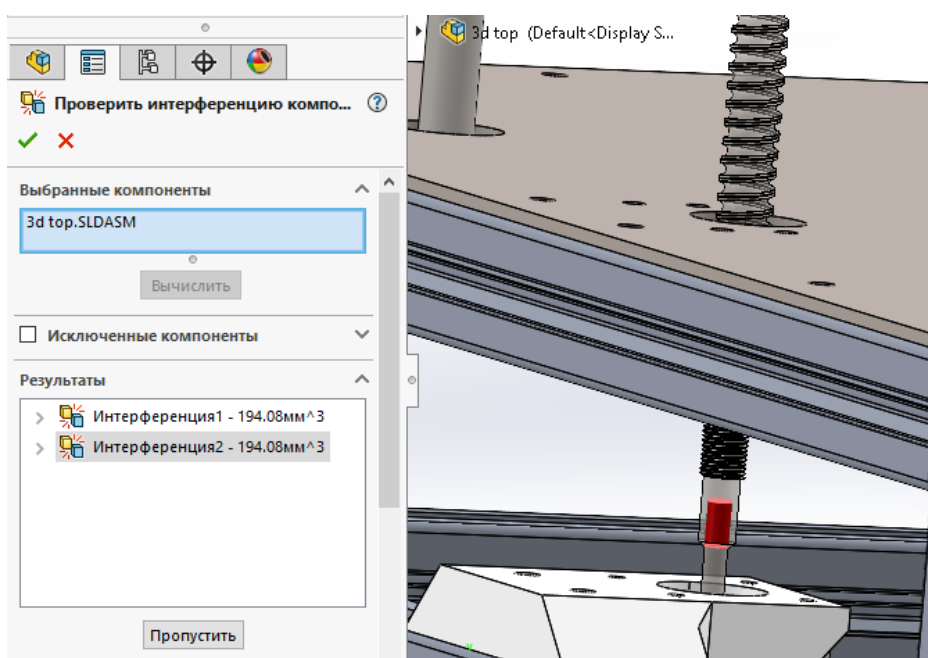 3d top (Default<Display S...
Проверить интерференцию компо...
Выбранные компоненты
3d top.SLDASM
Вычислить
Исключенные компоненты
Результаты
Интерференция1 - 194.08мм^3
Интерференция2 - 194.08мм^3
Пропустить
Y